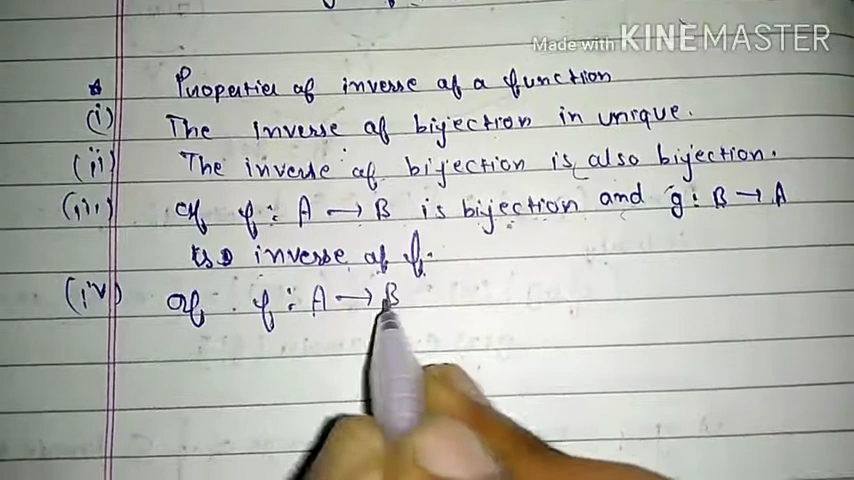 Made with KINEMASTER
* Properties of inverse of a function
(i) The inverse of bijection in unique.
(ii) The inverse of bijection is also bijection.
(iii) If f : A → B is bijection and g : B → A
is inverse of f.
(iv) If f : A → B